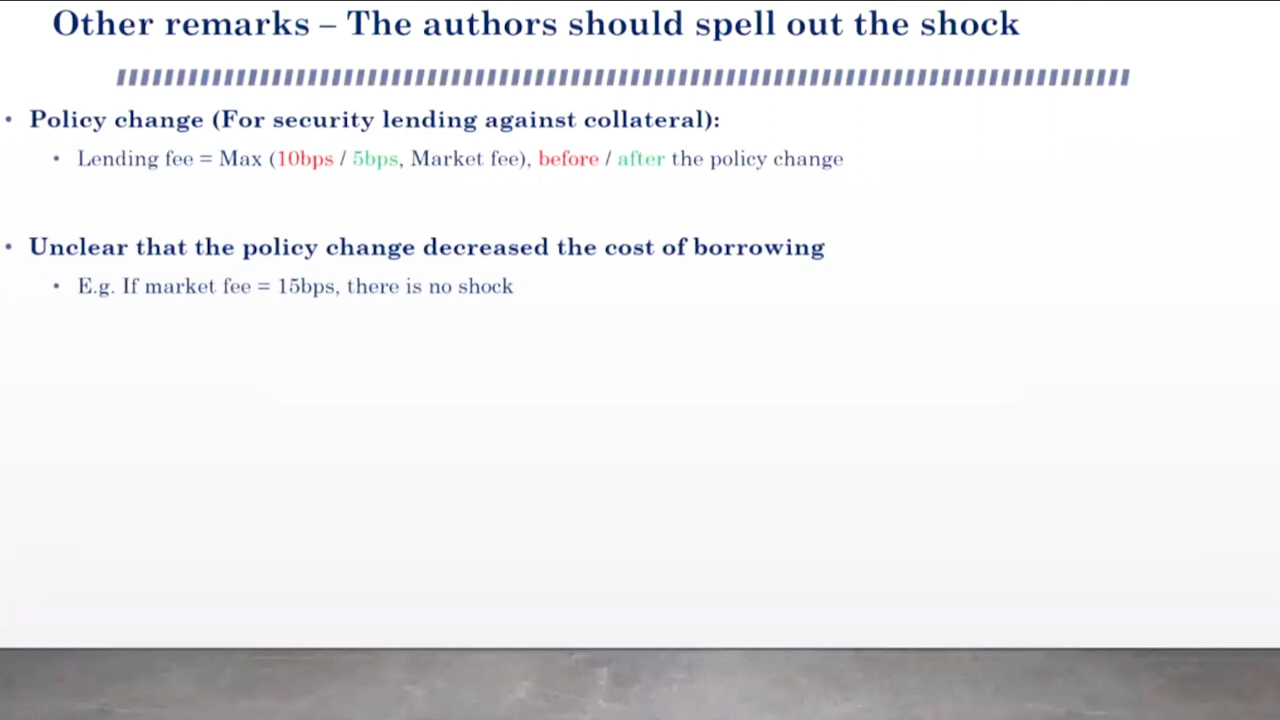 Other remarks – The authors should spell out the shock
• Policy change (For security lending against collateral):
• Lending fee = Max (10bps / 5bps, Market fee), before / after the policy change
• Unclear that the policy change decreased the cost of borrowing
• E.g. If market fee = 15bps, there is no shock